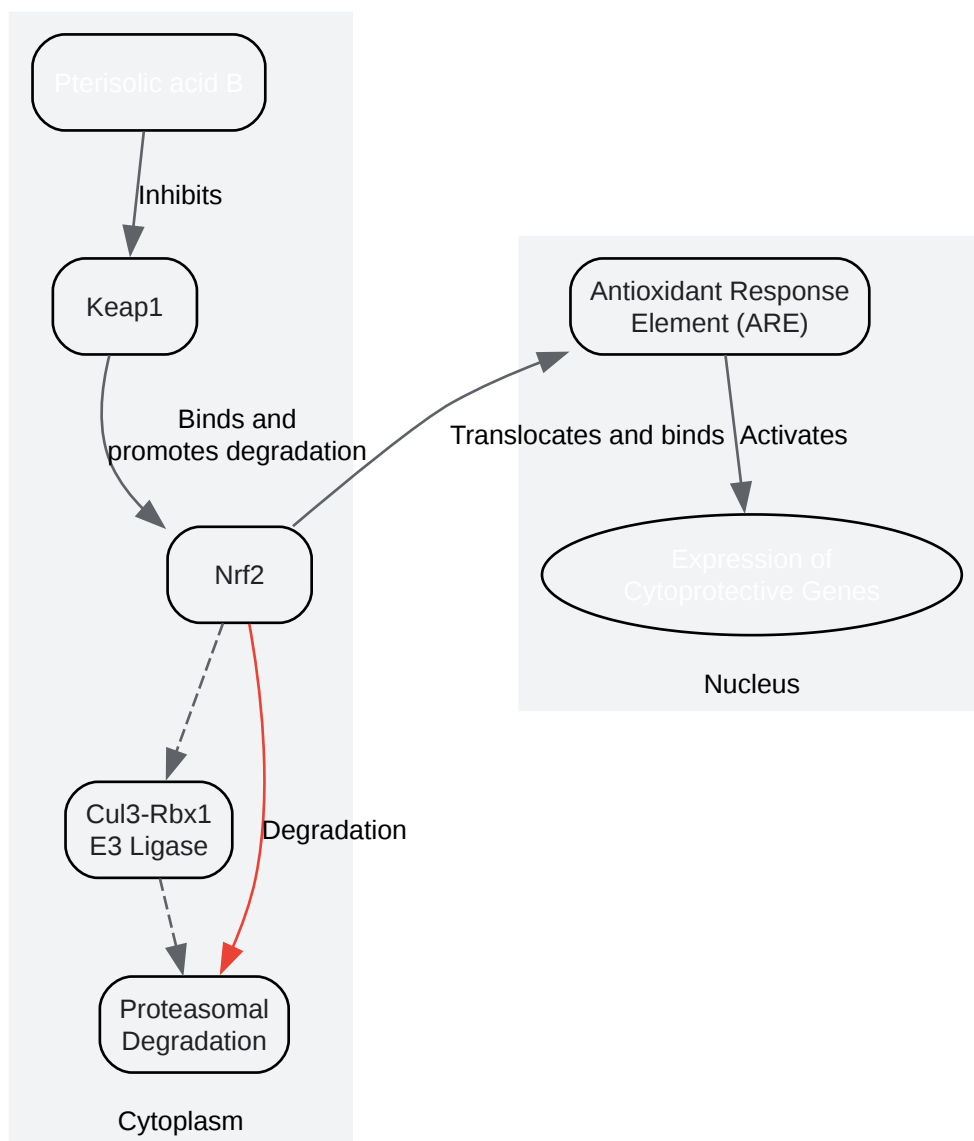 Pterisolic acid B
Inhibits
Keap1
Antioxidant Response
Element (ARE)
Binds and
promotes degradation
Translocates and binds
Activates
Nrf2
Expression of
Cytoprotective Genes
Nucleus
Cul3-Rbx1
E3 Ligase
Degradation
Proteasomal
Degradation
Cytoplasm